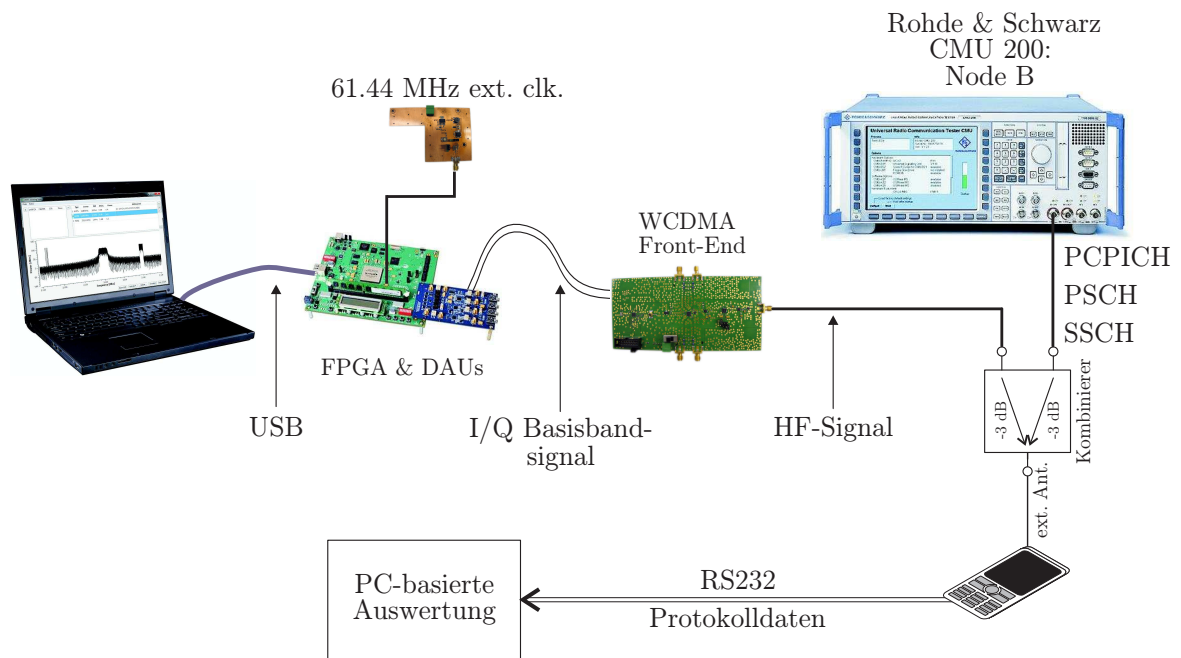 Rohde & Schwarz
CMU 200:
Node B
61.44 MHz ext. clk.
Universal Radio Communication Tester CMU
WCDMA
Front-End
PCPICH
PSCH
SSCH
FPGA & DAUs
USB
I/Q Basisband-
signal
HF-Signal
-3 dB
-3 dB
Kombinierer
ext. Ant.
PC-basierte
Auswertung
RS232
Protokolldaten